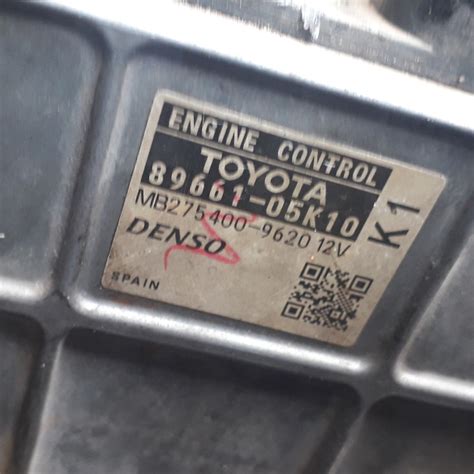 ENGINE CONTROL
TOYOTA
89661-05K10
K1
MB275400-9620 12V
DENSO
SPAIN